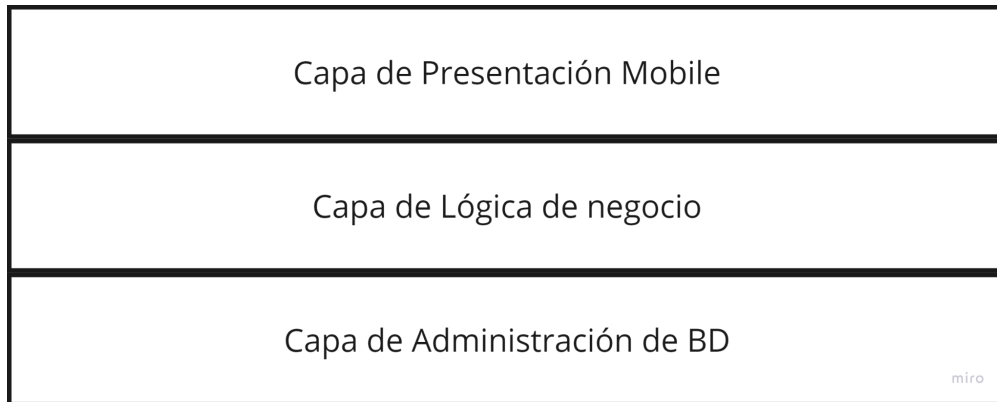 Capa de Presentación Mobile
Capa de Lógica de negocio
Capa de Administración de BD
miro